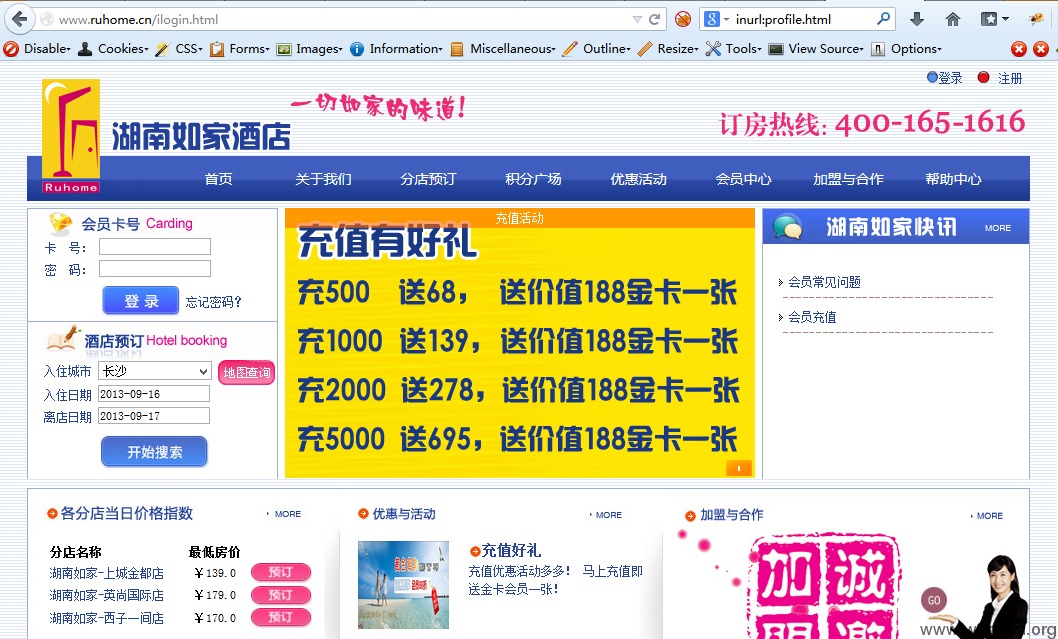 www.ruhome.cn/ilogin.html
inurl:profile.html
Disable
Cookies
CSS
Forms
Images
Information
Miscellaneous
Outline
Resize
Tools
View Source
Options
登录
注册
一切如家的味道!
Ruhome
湖南如家酒店
订房热线: 400-165-1616
首页
关于我们
分店预订
积分广场
优惠活动
会员中心
加盟与合作
帮助中心
会员卡号 Carding
卡 号:
密 码:
登录
忘记密码?
酒店预订 Hotel booking
入住城市 长沙 地图查询
入住日期 2013-09-16
离店日期 2013-09-17
开始搜索
充值活动
充值有好礼
充500 送68, 送价值188金卡一张
充1000 送139, 送价值188金卡一张
充2000 送278, 送价值188金卡一张
充5000 送695, 送价值188金卡一张
1
湖南如家快讯 MORE
会员常见问题
会员充值
各分店当日价格指数 MORE
分店名称 最低房价
湖南如家-上城金都店 ¥139.0 预订
湖南如家-英尚国际店 ¥179.0 预订
湖南如家-西子一间店 ¥170.0 预订
优惠与活动 MORE
充值有好礼
充值优惠活动多多! 马上充值即
送金卡会员一张!
加盟与合作 MORE
加 诚
GO